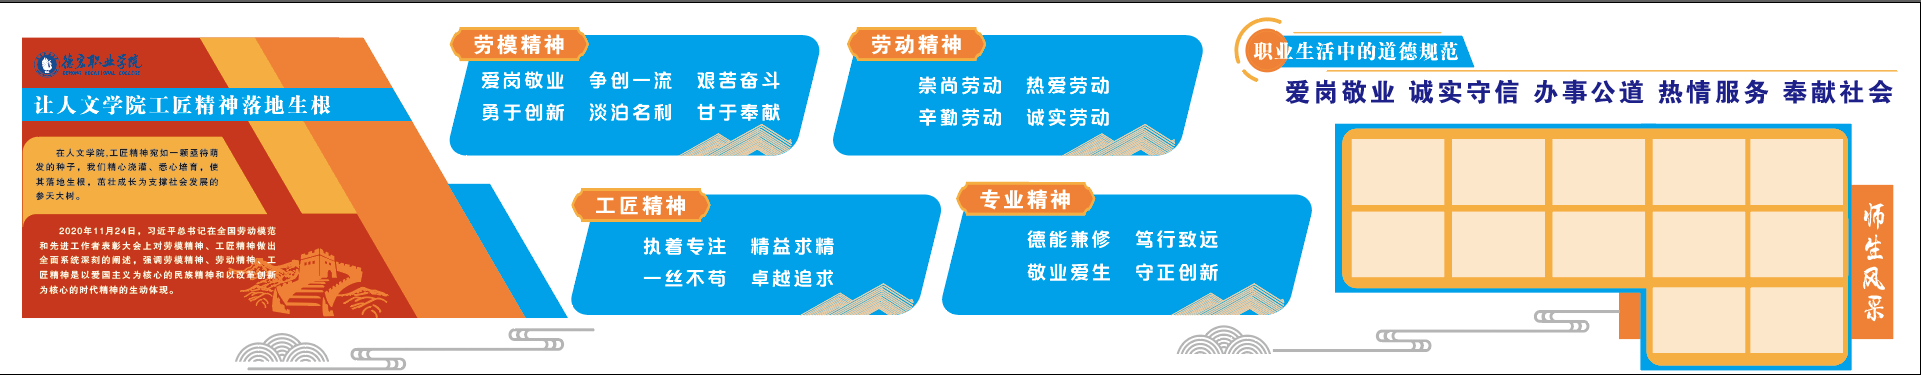 德宏职业学院
DEHONG VOCATIONAL COLLEGE
让人文学院工匠精神落地生根
在人文学院,工匠精神宛如一颗亟待萌
发的种子，我们精心浇灌、悉心培育，使
其落地生根，茁壮成长为支撑社会发展的
参天大树。
2020年11月24日，习近平总书记在全国劳动模范
和先进工作者表彰大会上对劳模精神、工匠精神做出
全面系统深刻的阐述，强调劳模精神、劳动精神、工
匠精神是以爱国主义为核心的民族精神和以改革创新
为核心的时代精神的生动体现。
劳模精神
爱岗敬业 争创一流 艰苦奋斗
勇于创新 淡泊名利 甘于奉献
劳动精神
崇尚劳动 热爱劳动
辛勤劳动 诚实劳动
工匠精神
执着专注 精益求精
一丝不苟 卓越追求
专业精神
德能兼修 笃行致远
敬业爱生 守正创新
职业生活中的道德规范
爱岗敬业 诚实守信 办事公道 热情服务 奉献社会
师生风采